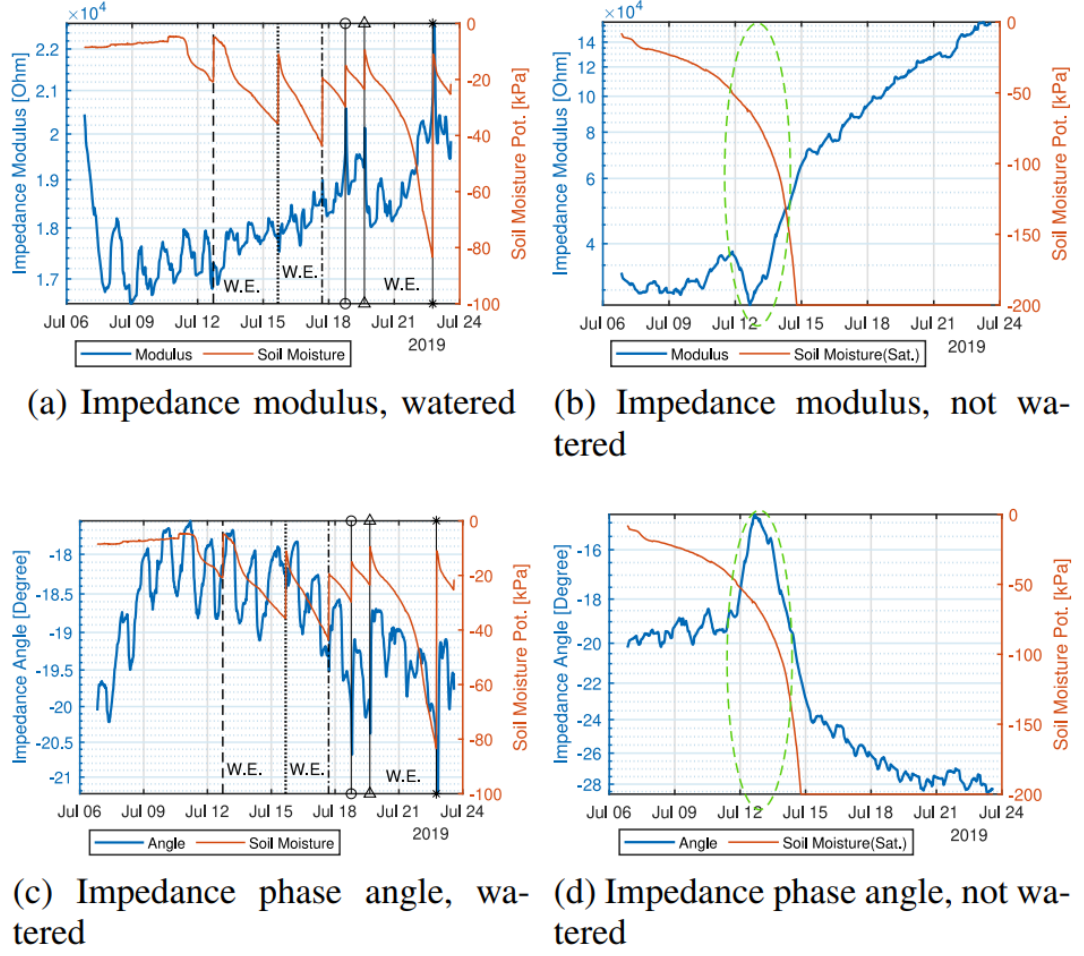 ×10⁴
2.2
2.1
2
1.9
1.8
1.7
Impedance Modulus [Ohm]
0
-20
-40
-60
-80
-100
Soil Moisture Pot. [kPa]
W.E.
W.E.
W.E.
Jul 06 Jul 09 Jul 12 Jul 15 Jul 18 Jul 21 Jul 24
2019
Modulus Soil Moisture
(a) Impedance modulus, watered
×10⁴
14
12
10
8
6
4
Impedance Modulus [Ohm]
0
-50
-100
-150
-200
Soil Moisture Pot. [kPa]
Jul 06 Jul 09 Jul 12 Jul 15 Jul 18 Jul 21 Jul 24
2019
Modulus Soil Moisture(Sat.)
(b) Impedance modulus, not wa-
tered
-18
-18.5
-19
-19.5
-20
-20.5
-21
Impedance Angle [Degree]
0
-20
-40
-60
-80
-100
Soil Moisture Pot. [kPa]
W.E.
W.E.
W.E.
Jul 06 Jul 09 Jul 12 Jul 15 Jul 18 Jul 21 Jul 24
2019
Angle Soil Moisture
(c) Impedance phase angle, wa-
tered
-16
-18
-20
-22
-24
-26
-28
Impedance Angle [Degree]
0
-50
-100
-150
-200
Soil Moisture Pot. [kPa]
Jul 06 Jul 09 Jul 12 Jul 15 Jul 18 Jul 21 Jul 24
2019
Angle Soil Moisture(Sat.)
(d) Impedance phase angle, not wa-
tered